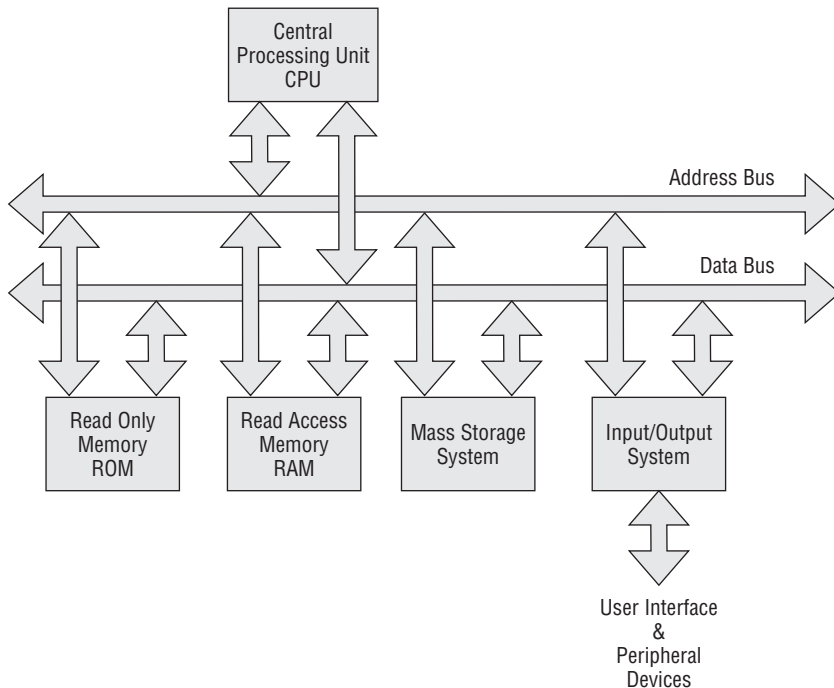 Central
Processing Unit
CPU
Address Bus
Data Bus
Read Only
Memory
ROM
Read Access
Memory
RAM
Mass Storage
System
Input/Output
System
User Interface
&
Peripheral
Devices